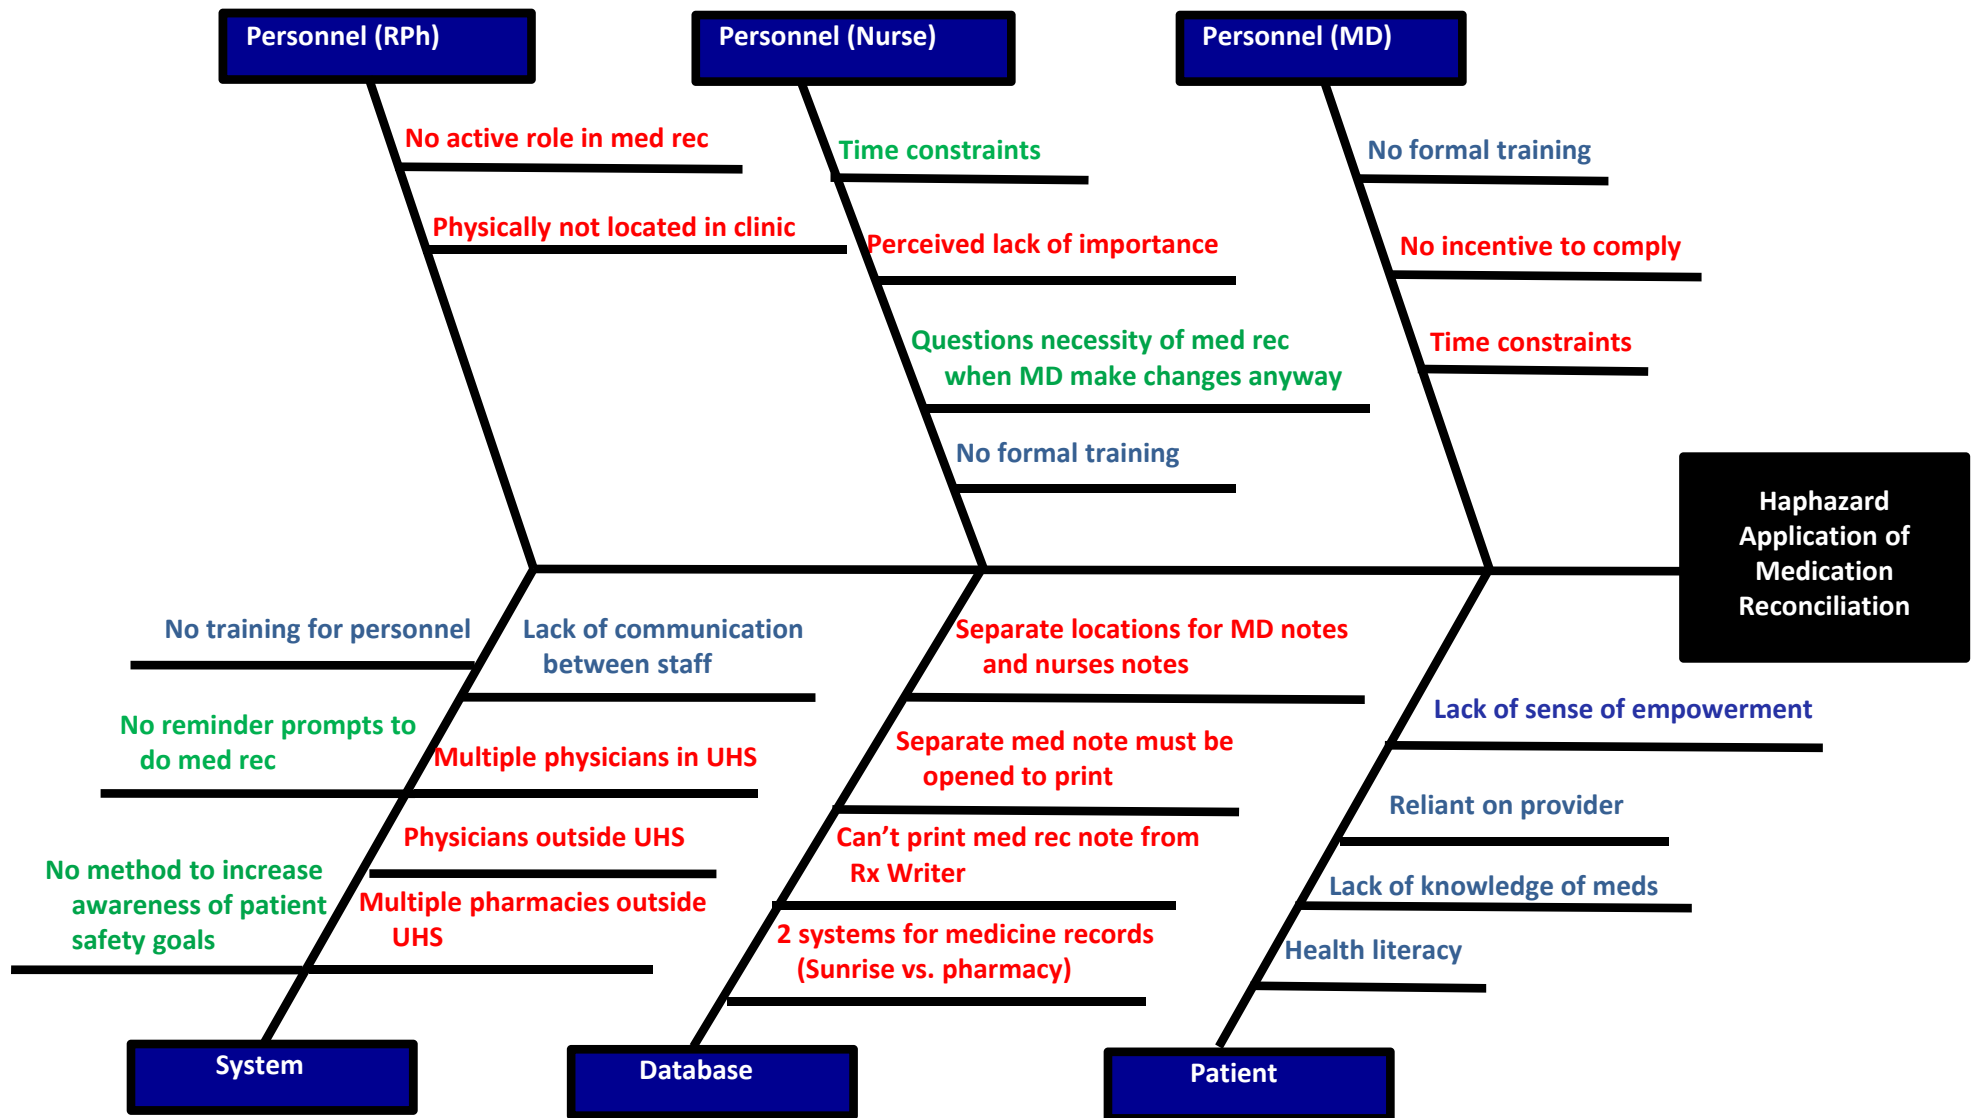 Personnel (RPh)
Personnel (Nurse)
Personnel (MD)
No active role in med rec
Physically not located in clinic
Time constraints
Perceived lack of importance
Questions necessity of med rec
when MD make changes anyway
No formal training
No formal training
No incentive to comply
Time constraints
Haphazard
Application of
Medication
Reconciliation
No training for personnel
No reminder prompts to
do med rec
No method to increase
awareness of patient
safety goals
Lack of communication
between staff
Multiple physicians in UHS
Physicians outside UHS
Multiple pharmacies outside
UHS
Separate locations for MD notes
and nurses notes
Separate med note must be
opened to print
Can’t print med rec note from
Rx Writer
2 systems for medicine records
(Sunrise vs. pharmacy)
Lack of sense of empowerment
Reliant on provider
Lack of knowledge of meds
Health literacy
System
Database
Patient